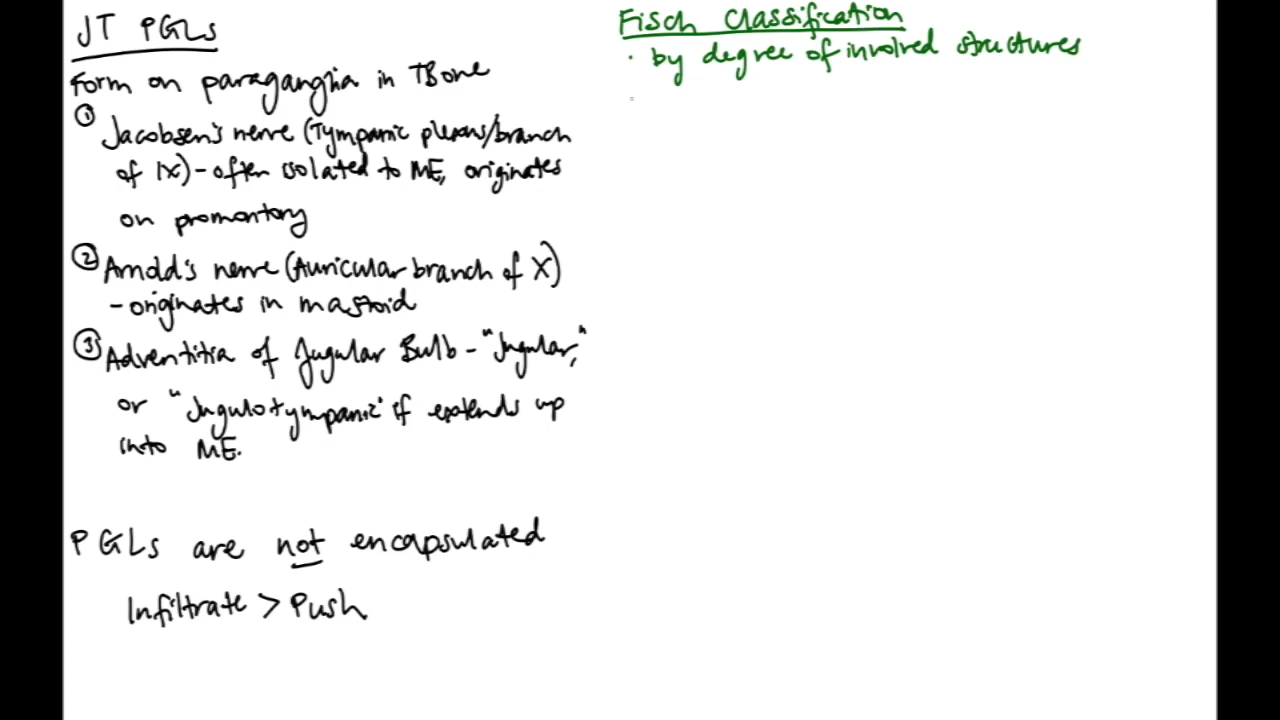 JT PGLs
Form on paraganglia in TBone
① Jacobsen's nerve (Tympanic plexus/branch
of IX) - often isolated to ME, originates
on promontory
② Arnold's nerve (Auricular branch of X)
- originates in mastoid
③ Adventitia of Jugular Bulb - "Jugular,"
or "Jugulotympanic" if extends up
into ME.
PGLs are not encapsulated
Infiltrate > Push
Fisch Classification
· by degree of involved structures